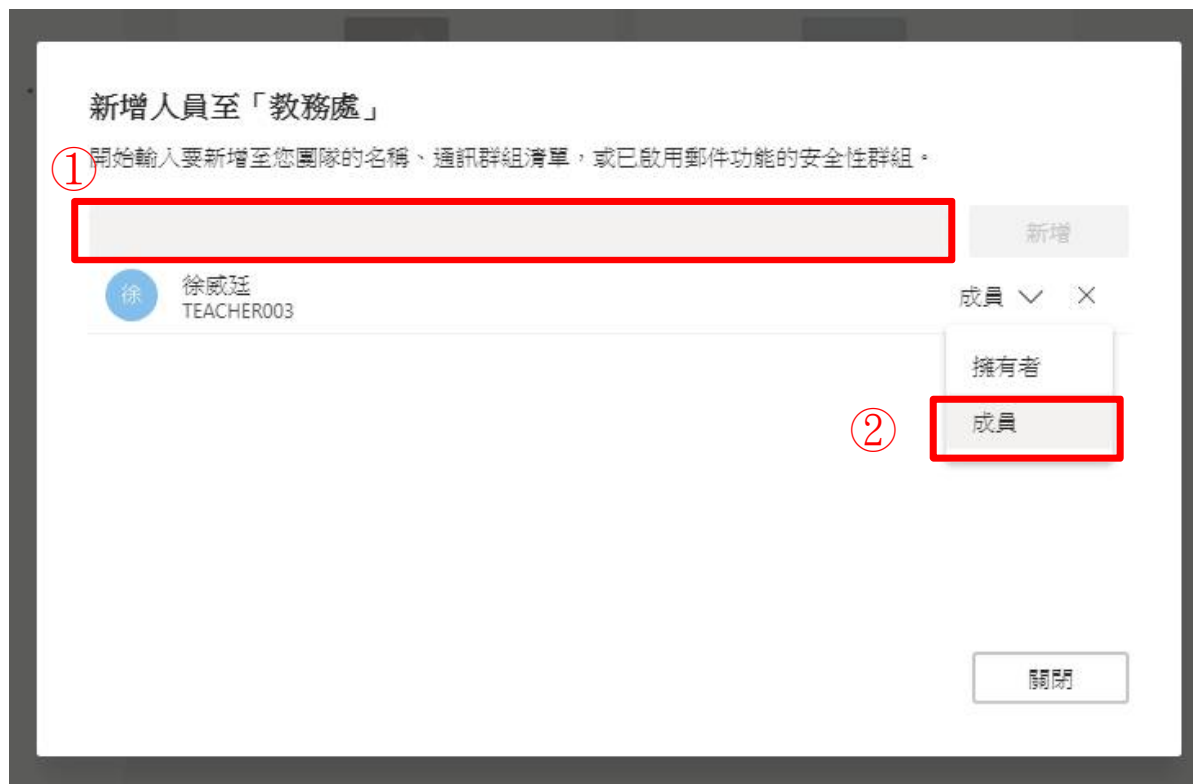 新增人員至「教務處」
①
開始輸入要新增至您團隊的名稱、通訊群組清單,或已啟用郵件功能的安全性群組。
新增
徐 徐威廷 成員
TEACHER003
擁有者
② 成員
關閉